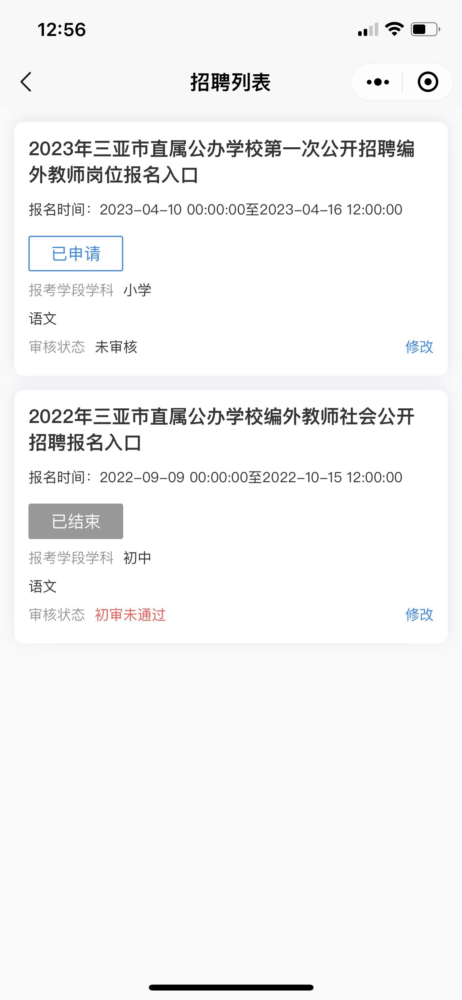 12:56
招聘列表
2023年三亚市直属公办学校第一次公开招聘编
外教师岗位报名入口
报名时间：2023-04-10 00:00:00至2023-04-16 12:00:00
已申请
报考学段学科 小学
语文
审核状态 未审核 修改
2022年三亚市直属公办学校编外教师社会公开
招聘报名入口
报名时间：2022-09-09 00:00:00至2022-10-15 12:00:00
已结束
报考学段学科 初中
语文
审核状态 初审未通过 修改